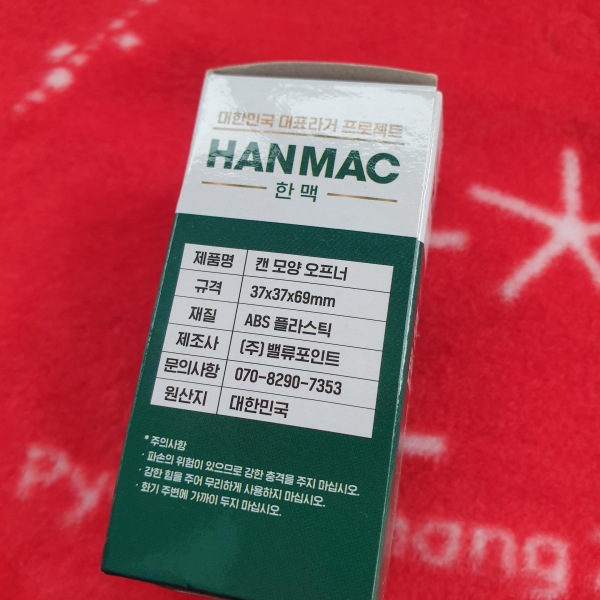 대한민국 대표라거 프로젝트
HANMAC
한맥
제품명 캔 모양 오프너
규격 37x37x69mm
재질 ABS 플라스틱
제조사 (주) 밸류포인트
문의사항 070-8290-7353
원산지 대한민국
* 주의사항
· 파손의 위험이 있으므로 강한 충격을 주지 마십시오.
· 강한 힘을 주어 무리하게 사용하지 마십시오.
· 화기 주변에 가까이 두지 마십시오.
Py
hang